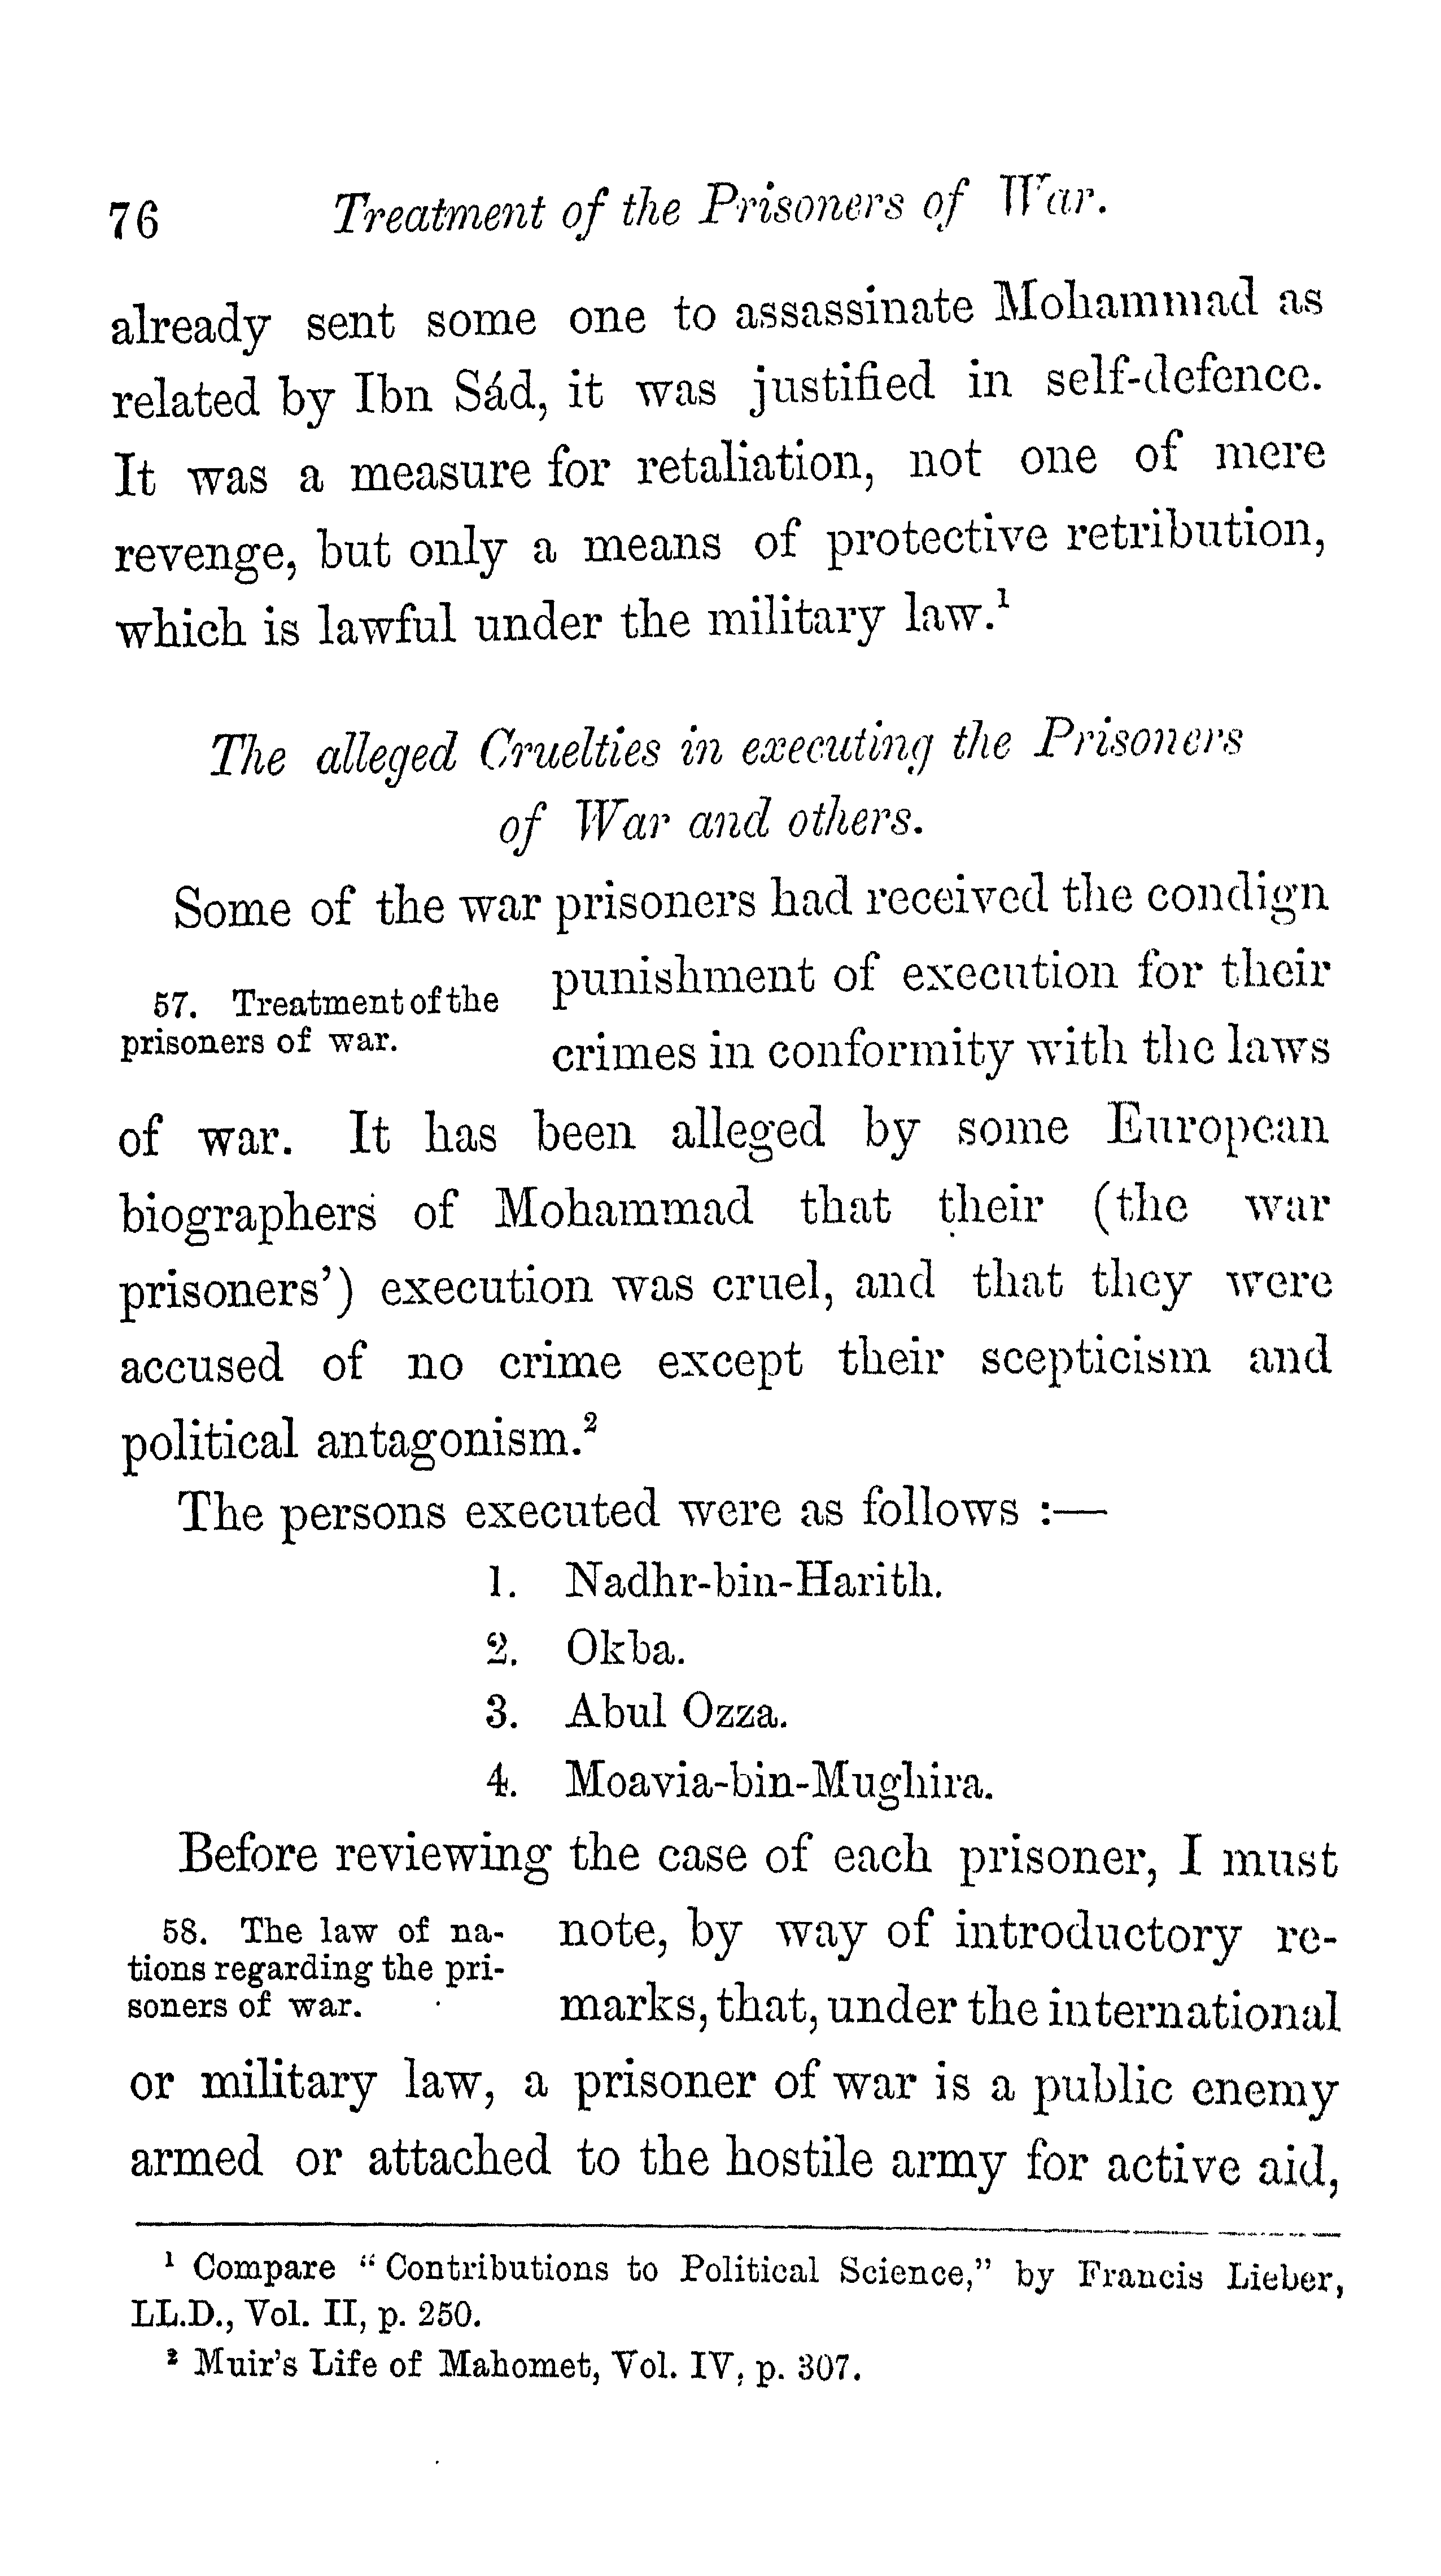 76 Treatment of the Prisoners of War.
already sent some one to assassinate Mohammad as
related by Ibn Sád, it was justified in self-defence.
It was a measure for retaliation, not one of mere
revenge, but only a means of protective retribution,
which is lawful under the military law.¹
The alleged Cruelties in executing the Prisoners
of War and others.
Some of the war prisoners had received the condign
57. Treatment of the
prisoners of war.
punishment of execution for their
crimes in conformity with the laws
of war. It has been alleged by some European
biographers of Mohammad that their (the war
prisoners') execution was cruel, and that they were
accused of no crime except their scepticism and
political antagonism.²
The persons executed were as follows :—
1. Nadhr-bin-Harith.
2. Okba.
3. Abul Ozza.
4. Moavia-bin-Mughira.
Before reviewing the case of each prisoner, I must
58. The law of na-
tions regarding the pri-
soners of war.
note, by way of introductory re-
marks, that, under the international
or military law, a prisoner of war is a public enemy
armed or attached to the hostile army for active aid,
¹ Compare "Contributions to Political Science," by Francis Lieber,
LL.D., Vol. II, p. 250.
² Muir's Life of Mahomet, Vol. IV, p. 307.